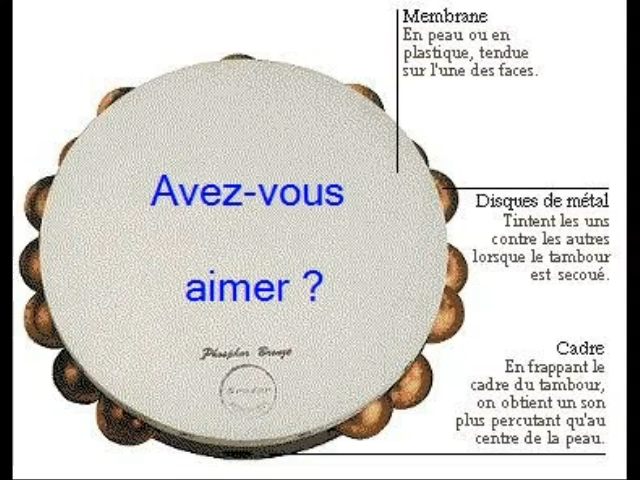 Membrane
En peau ou en
plastique, tendue
sur l'une des faces.
Avez-vous
aimer ?
Disques de métal
Tintent les uns
contre les autres
lorsque le tambour
est secoué.
Phosphor Bronze
Cadre
En frappant le
cadre du tambour,
on obtient un son
plus percutant qu'au
centre de la peau.